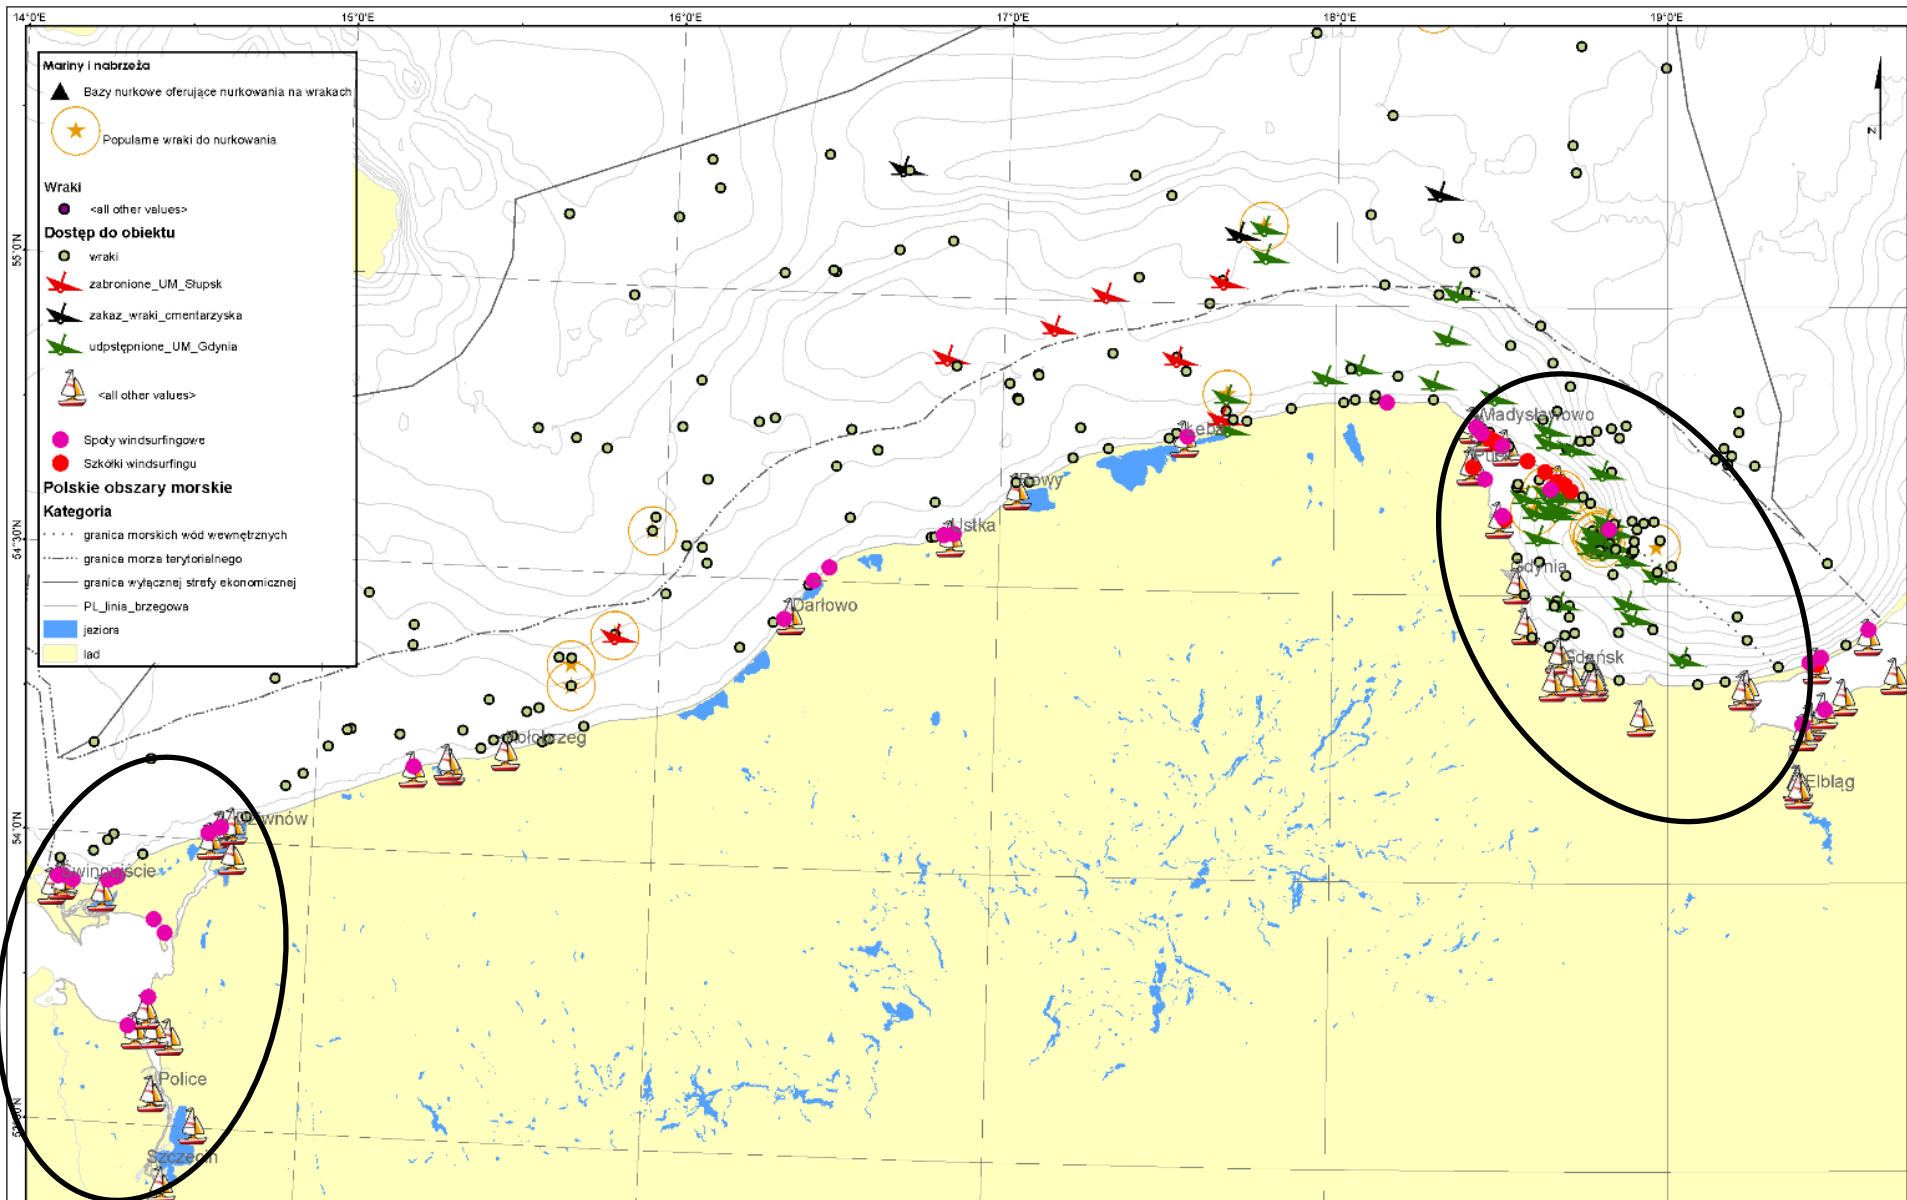 14°0'E
15°0'E
16°0'E
17°0'E
18°0'E
19°0'E
Mariny i nabrzeża
Bazy nurkowe oferujące nurkowania na wrakach
Popularne wraki do nurkowania
Wraki
<all other values>
Dostęp do obiektu
wraki
zabronione_UM_Słupsk
zakaz_wraki_cmentarzyska
udpstępnione_UM_Gdynia
<all other values>
Spoty windsurfingowe
Szkółki windsurfingu
Polskie obszary morskie
Kategoria
granica morskich wód wewnętrznych
granica morza terytorialnego
granica wyłącznej strefy ekonomicznej
PL_linia_brzegowa
jeziora
ląd
N
55°0'N
54°30'N
54°0'N
Władysławowo
Puck
Łeba
Rowy
Ustka
Darłowo
Gdynia
Gdańsk
Kołobrzeg
Elbląg
Dziwnów
Świnoujście
Police
Szczecin